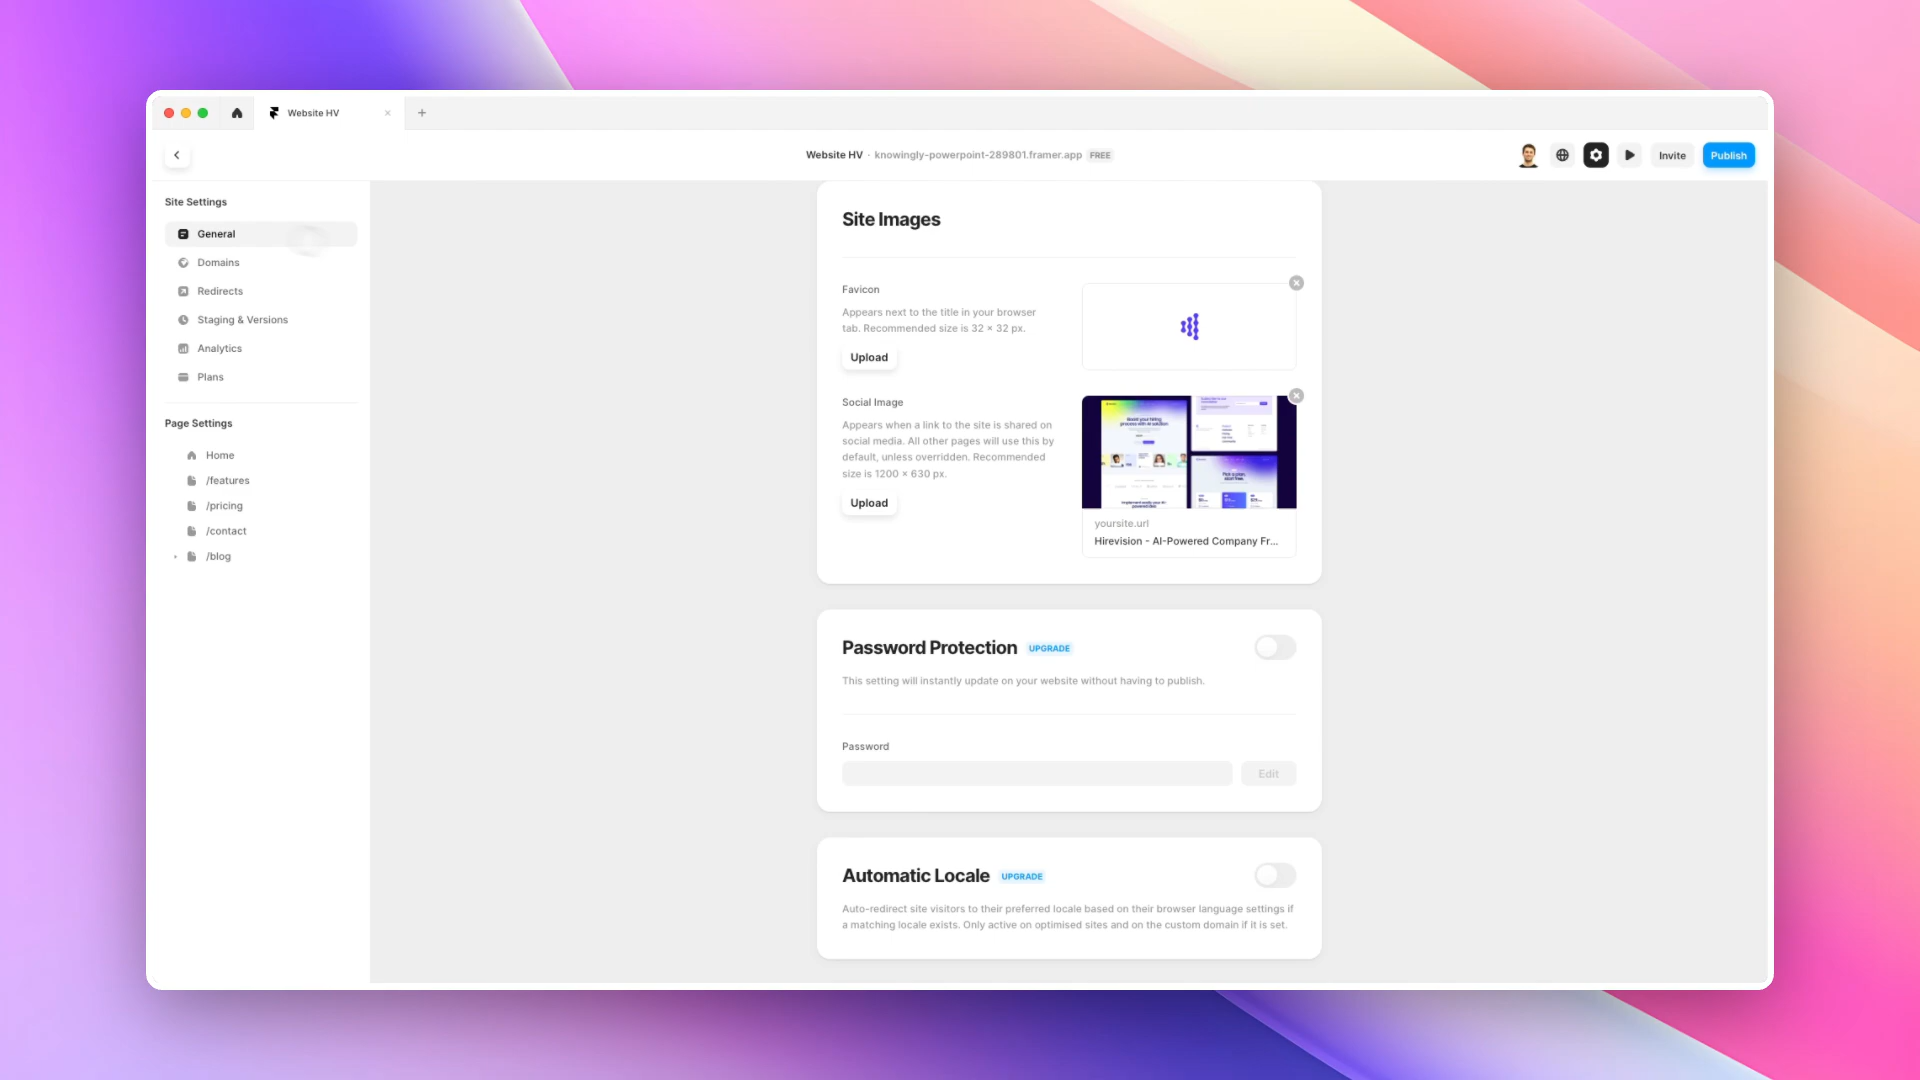 Website HV
Website HV · knowingly-powerpoint-289801.framer.app FREE
Invite
Publish
Site Settings
General
Domains
Redirects
Staging & Versions
Analytics
Plans
Page Settings
Home
/features
/pricing
/contact
/blog
Site Images
Favicon
Appears next to the title in your browser
tab. Recommended size is 32 × 32 px.
Upload
Social Image
Appears when a link to the site is shared on
social media. All other pages will use this by
default, unless overridden. Recommended
size is 1200 × 630 px.
Upload
yoursite.url
Hirevision - AI-Powered Company Fr...
Password Protection UPGRADE
This setting will instantly update on your website without having to publish.
Password
Edit
Automatic Locale UPGRADE
Auto-redirect site visitors to their preferred locale based on their browser language settings if
a matching locale exists. Only active on optimised sites and on the custom domain if it is set.